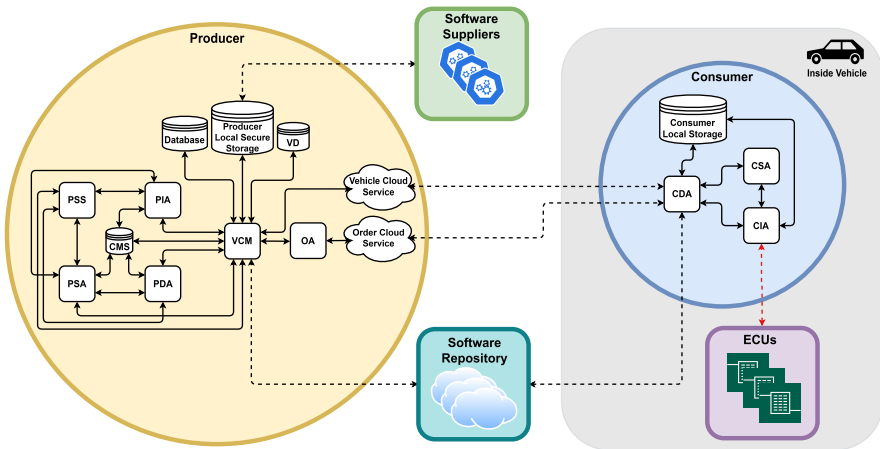 Producer
Software
Suppliers
Inside Vehicle
Consumer
Database
Producer
Local Secure
Storage
VD
Consumer
Local Storage
PSS
PIA
CMS
PSA
PDA
VCM
OA
Vehicle Cloud
Service
Order Cloud
Service
CDA
CSA
CIA
Software
Repository
ECUs